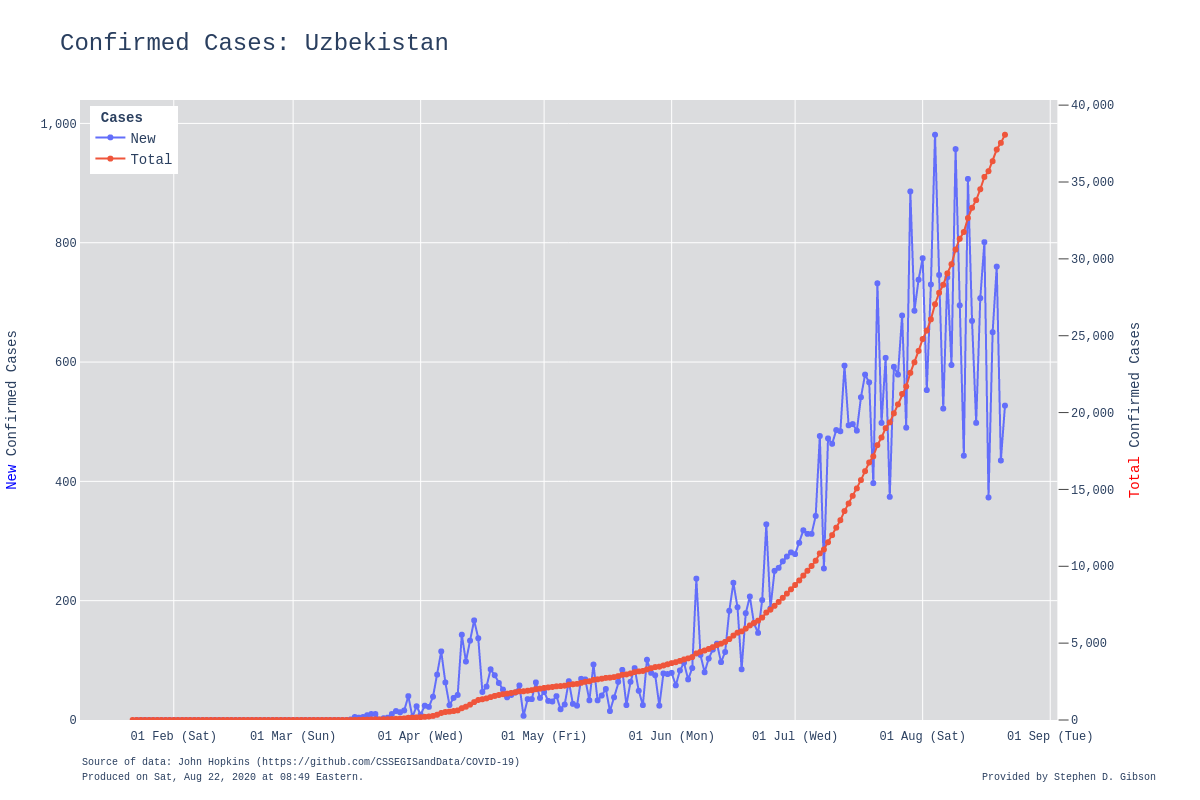 Confirmed Cases: Uzbekistan
Cases
New
Total
1,000
800
600
400
200
0
New Confirmed Cases
40,000
35,000
30,000
25,000
20,000
15,000
10,000
5,000
0
Total Confirmed Cases
01 Feb (Sat)
01 Mar (Sun)
01 Apr (Wed)
01 May (Fri)
01 Jun (Mon)
01 Jul (Wed)
01 Aug (Sat)
01 Sep (Tue)
Source of data: John Hopkins (https://github.com/CSSEGISandData/COVID-19)
Produced on Sat, Aug 22, 2020 at 08:49 Eastern.
Provided by Stephen D. Gibson